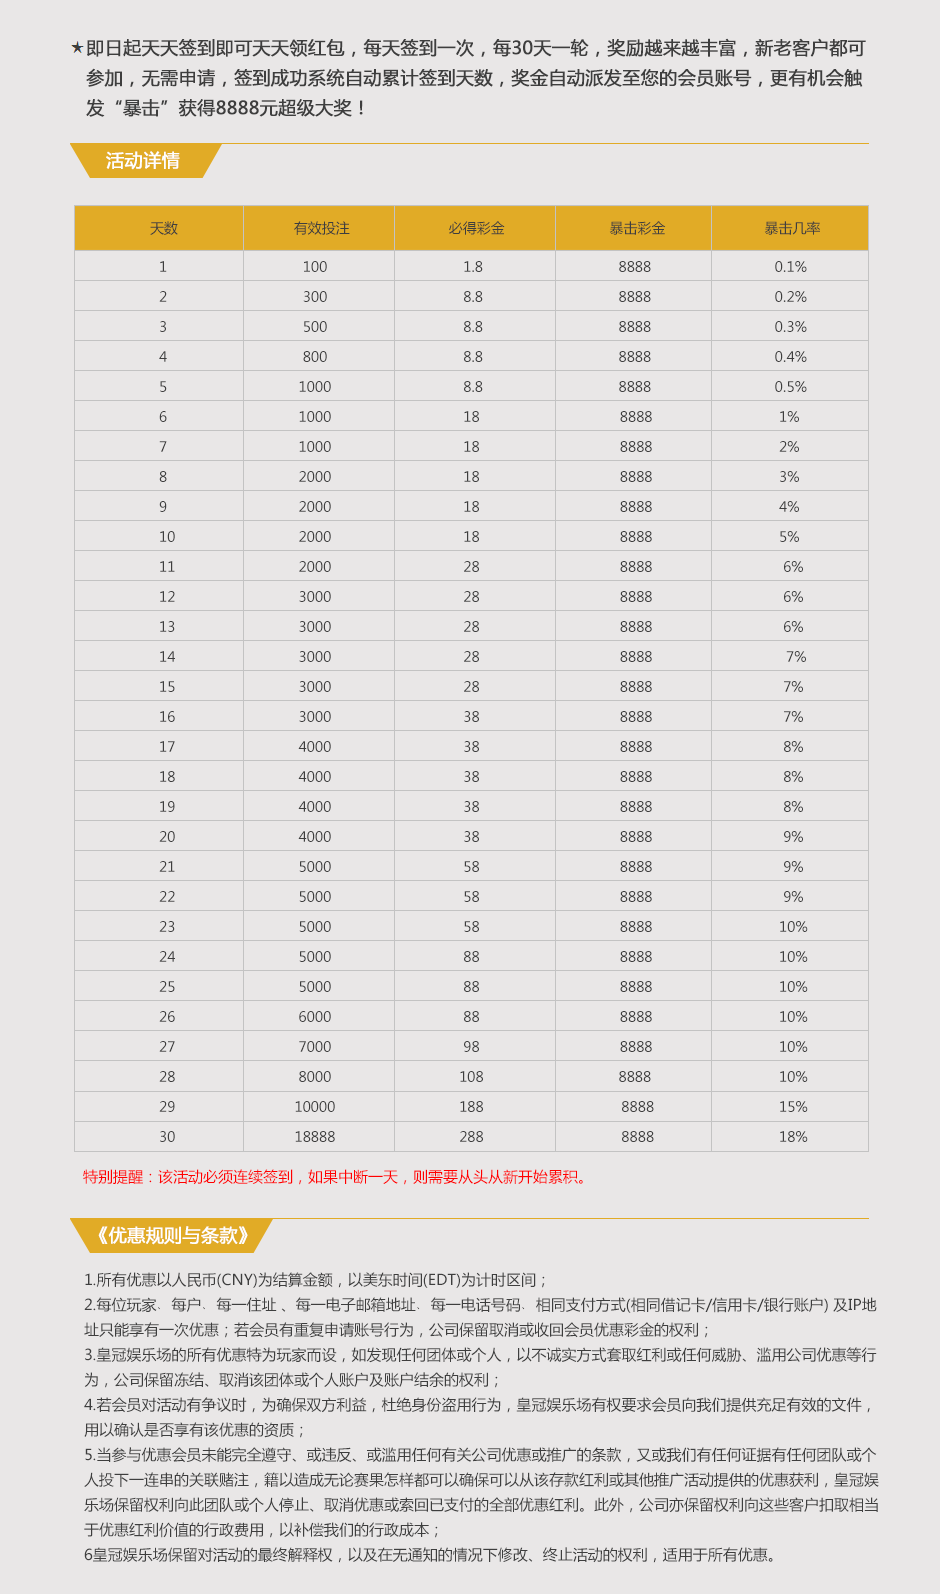 ★即日起天天签到即可天天领红包，每天签到一次，每30天一轮，奖励越来越丰富，新老客户都可
参加，无需申请，签到成功系统自动累计签到天数，奖金自动派发至您的会员账号，更有机会触
发“暴击”获得8888元超级大奖！
活动详情
天数 有效投注 必得彩金 暴击彩金 暴击几率
1 100 1.8 8888 0.1%
2 300 8.8 8888 0.2%
3 500 8.8 8888 0.3%
4 800 8.8 8888 0.4%
5 1000 8.8 8888 0.5%
6 1000 18 8888 1%
7 1000 18 8888 2%
8 2000 18 8888 3%
9 2000 18 8888 4%
10 2000 18 8888 5%
11 2000 28 8888 6%
12 3000 28 8888 6%
13 3000 28 8888 6%
14 3000 28 8888 7%
15 3000 28 8888 7%
16 3000 38 8888 7%
17 4000 38 8888 8%
18 4000 38 8888 8%
19 4000 38 8888 8%
20 4000 38 8888 9%
21 5000 58 8888 9%
22 5000 58 8888 9%
23 5000 58 8888 10%
24 5000 88 8888 10%
25 5000 88 8888 10%
26 6000 88 8888 10%
27 7000 98 8888 10%
28 8000 108 8888 10%
29 10000 188 8888 15%
30 18888 288 8888 18%
特别提醒：该活动必须连续签到，如果中断一天，则需要从头从新开始累积。
《优惠规则与条款》
1.所有优惠以人民币(CNY)为结算金额，以美东时间(EDT)为计时区间；
2.每位玩家、每户、每一住址 、每一电子邮箱地址、每一电话号码、相同支付方式(相同借记卡/信用卡/银行账户) 及IP地
址只能享有一次优惠；若会员有重复申请账号行为，公司保留取消或收回会员优惠彩金的权利；
3.皇冠娱乐场的所有优惠特为玩家而设，如发现任何团体或个人，以不诚实方式套取红利或任何威胁、滥用公司优惠等行
为，公司保留冻结、取消该团体或个人账户及账户结余的权利；
4.若会员对活动有争议时，为确保双方利益，杜绝身份盗用行为，皇冠娱乐场有权要求会员向我们提供充足有效的文件，
用以确认是否享有该优惠的资质；
5.当参与优惠会员未能完全遵守、或违反、或滥用任何有关公司优惠或推广的条款，又或我们有任何证据有任何团队或个
人投下一连串的关联赌注，籍以造成无论赛果怎样都可以确保可以从该存款红利或其他推广活动提供的优惠获利，皇冠娱
乐场保留权利向此团队或个人停止、取消优惠或索回已支付的全部优惠红利。此外，公司亦保留权利向这些客户扣取相当
于优惠红利价值的行政费用，以补偿我们的行政成本；
6皇冠娱乐场保留对活动的最终解释权，以及在无通知的情况下修改、终止活动的权利，适用于所有优惠。